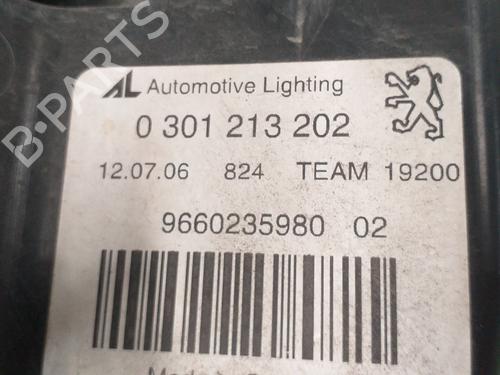 B-PARTS
AL Automotive Lighting
0 301 213 202
12.07.06 824 TEAM 19200
9660235980 02